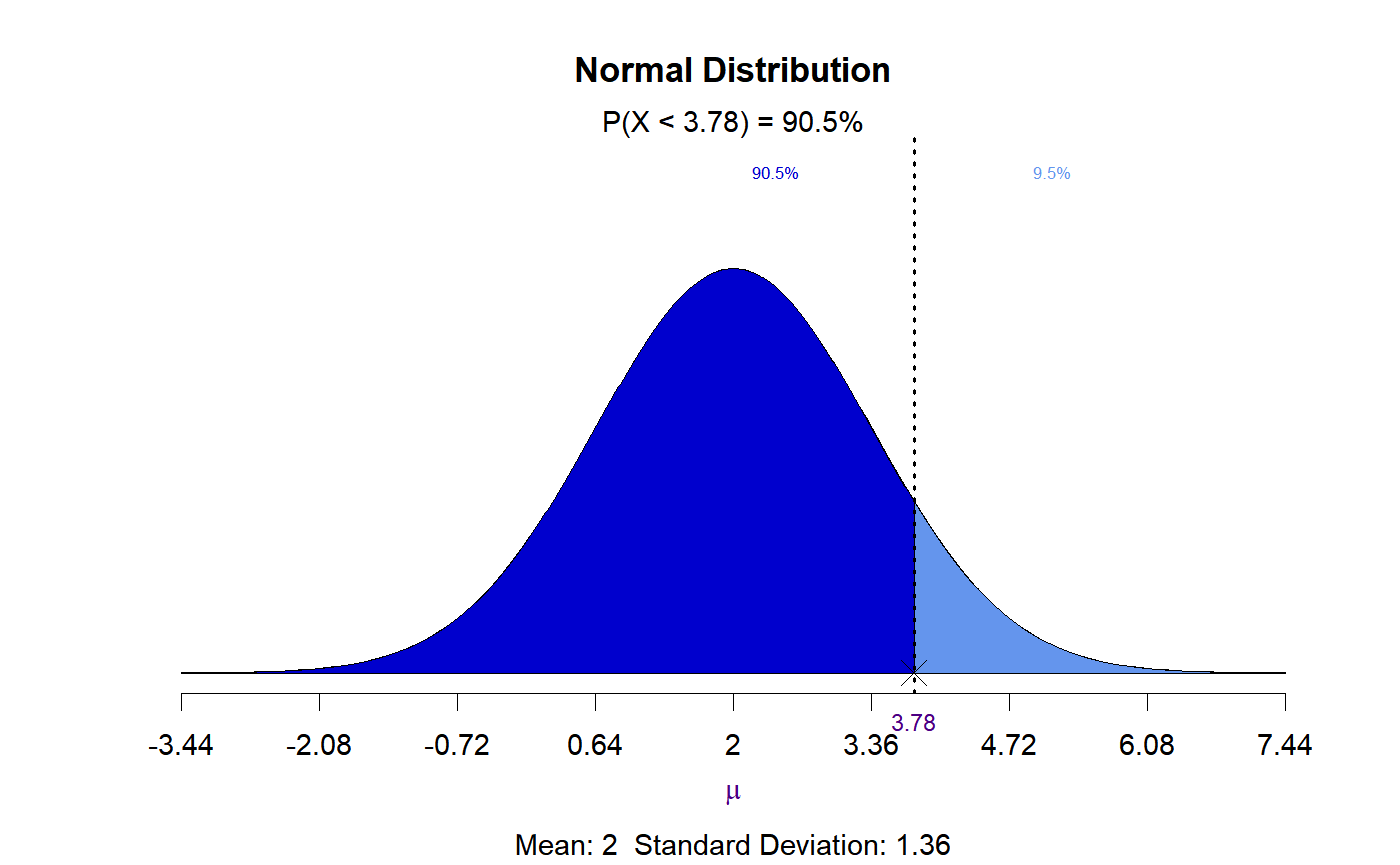 Normal Distribution
P(X < 3.78) = 90.5%
90.5% 9.5%
3.78
-3.44 -2.08 -0.72 0.64 2 3.36 4.72 6.08 7.44
μ
Mean: 2  Standard Deviation: 1.36